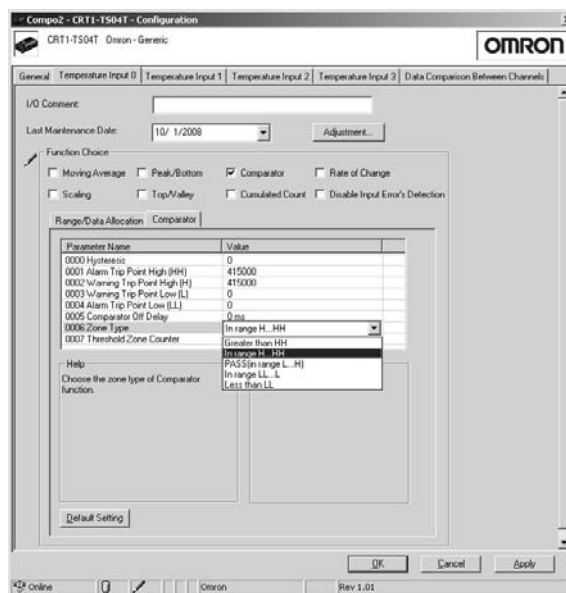 Compo2 - CRT1-TS04T - Configuration
CRT1-TS04T Omron - Generic
OMRON
General Temperature Input 0 Temperature Input 1 Temperature Input 2 Temperature Input 3 Data Comparison Between Channels
I/O Comment:
Last Maintenance Date: 10/ 1/2008 Adjustment...
Function Choice
Moving Average Peak/Bottom Comparator Rate of Change
Scaling Top/Valley Cumulated Count Disable Input Error's Detection
Range/Data Allocation Comparator
Parameter Name Value
0000 Hysteresis 0
0001 Alarm Trip Point High (HH) 415000
0002 Warning Trip Point High (H) 415000
0003 Warning Trip Point Low (L) 0
0004 Alarm Trip Point Low (LL) 0
0005 Comparator Off Delay 0 ms
0006 Zone Type In range H...HH
0007 Threshold Zone Counter
Greater than HH
In range H...HH
PASS(in range L...H)
In range LL...L
Less than LL
Help
Choose the zone type of Comparator
function.
Default Setting
OK Cancel Apply
Online Omron Rev 1.01